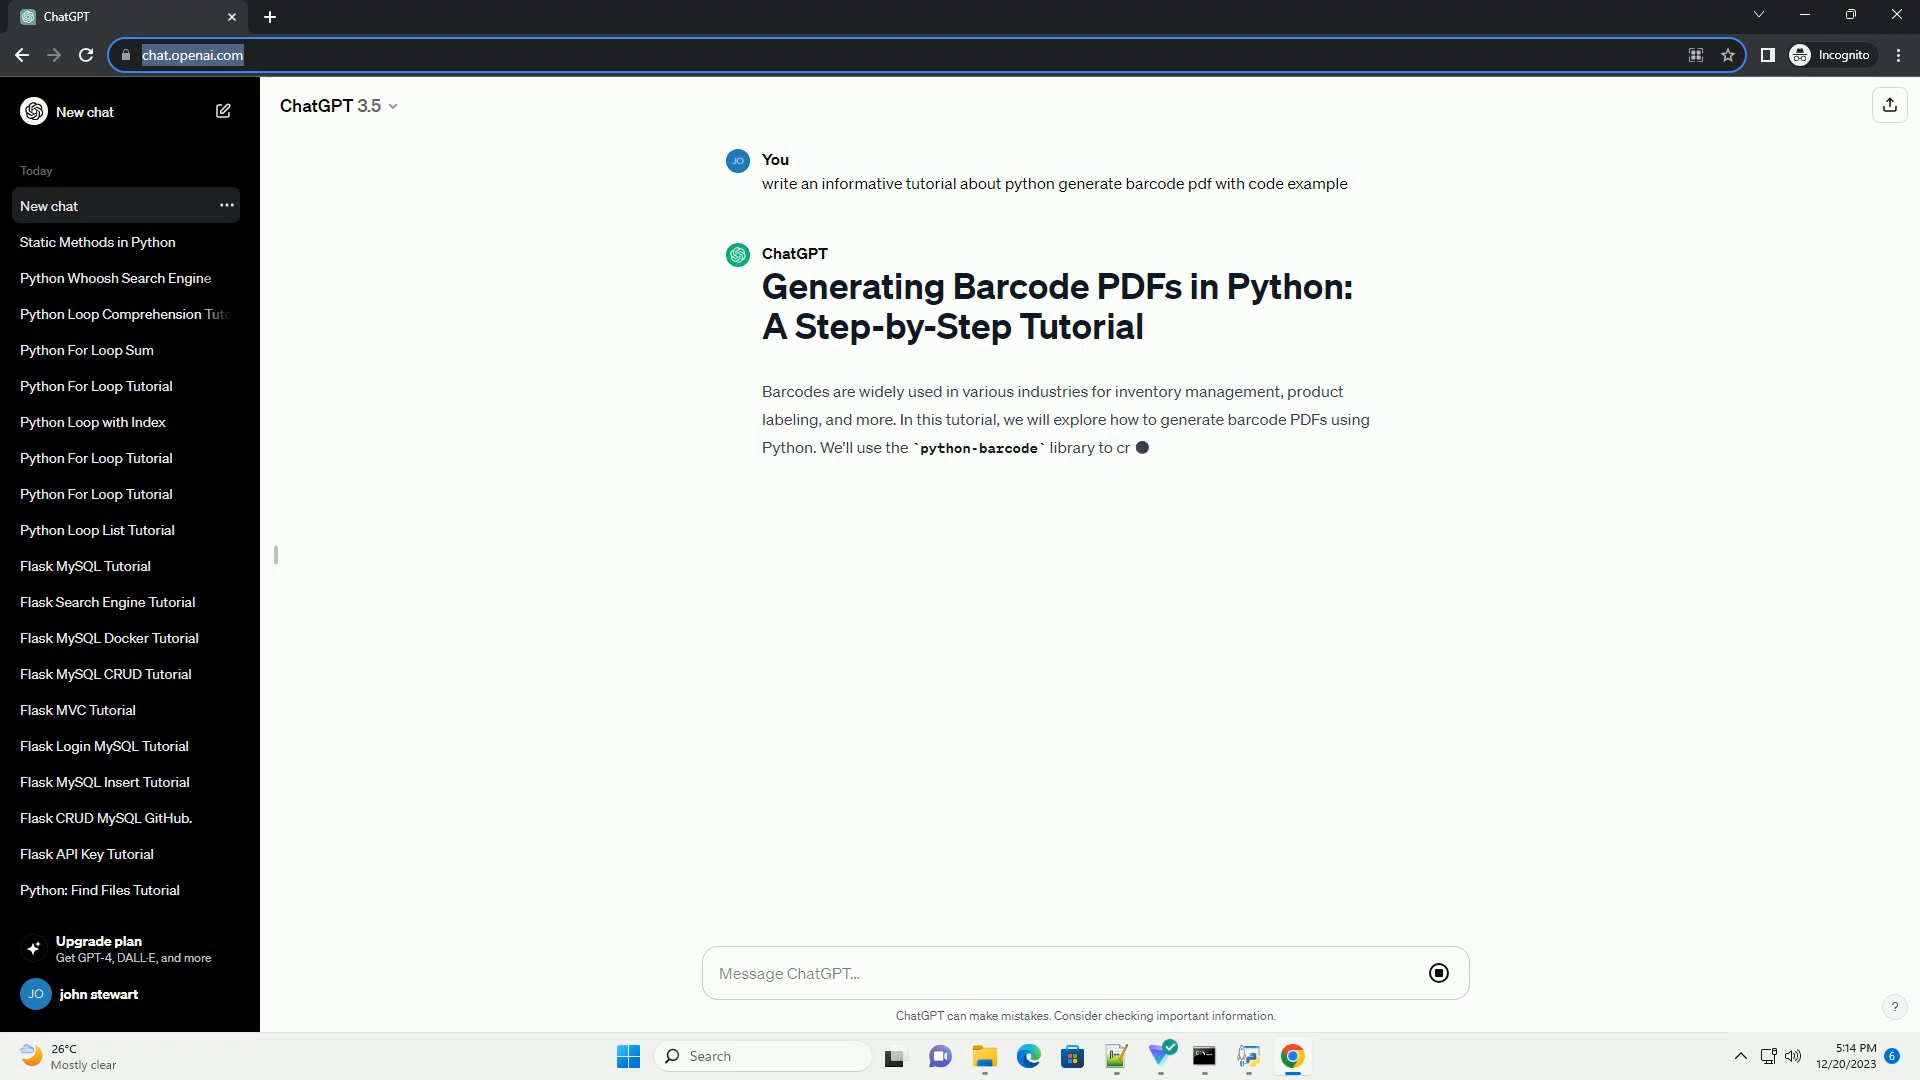 ChatGPT
chat.openai.com
Incognito
New chat
Today
New chat
Static Methods in Python
Python Whoosh Search Engine
Python Loop Comprehension Tuto
Python For Loop Sum
Python For Loop Tutorial
Python Loop with Index
Python For Loop Tutorial
Python For Loop Tutorial
Python Loop List Tutorial
Flask MySQL Tutorial
Flask Search Engine Tutorial
Flask MySQL Docker Tutorial
Flask MySQL CRUD Tutorial
Flask MVC Tutorial
Flask Login MySQL Tutorial
Flask MySQL Insert Tutorial
Flask CRUD MySQL GitHub.
Flask API Key Tutorial
Python: Find Files Tutorial
Upgrade plan
Get GPT-4, DALL·E, and more
JO john stewart
ChatGPT 3.5
JO You
write an informative tutorial about python generate barcode pdf with code example
ChatGPT
Generating Barcode PDFs in Python:
A Step-by-Step Tutorial
Barcodes are widely used in various industries for inventory management, product
labeling, and more. In this tutorial, we will explore how to generate barcode PDFs using
Python. We'll use the `python-barcode` library to cr
Message ChatGPT…
ChatGPT can make mistakes. Consider checking important information.
?
26°C
Mostly clear
Search
5:14 PM
12/20/2023
6